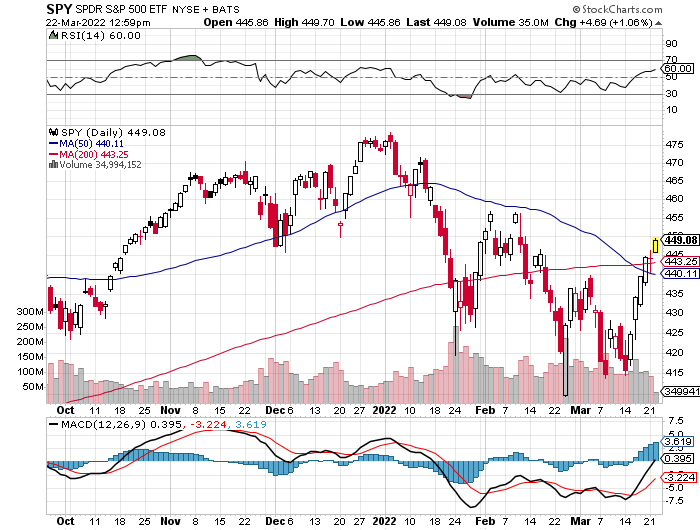 SPY SPDR S&P 500 ETF NYSE + BATS © StockCharts.com
22-Mar-2022 12:59pm Open 445.86 High 449.70 Low 445.86 Last 449.08 Volume 35.0M Chg +4.69 (+1.06%)
RSI(14) 60.00
90
70
60.00
50
30
10
SPY (Daily) 449.08
MA(50) 440.11
MA(200) 443.25
Volume 34,994,152
475
470
465
460
455
450
449.08
445
443.25
440.11
435
430
425
420
415
300M
250M
200M
150M
100M
50M
349941
Oct 11 18 25 Nov 8 15 22 Dec 6 13 20 27 2022 10 18 24 Feb 7 14 22 Mar 7 14 21
MACD(12,26,9) 0.395, -3.224, 3.619
7.5
5.0
3.619
2.5
0.395
-2.5
-3.224
-5.0
-7.5
Oct 11 18 25 Nov 8 15 22 Dec 6 13 20 27 2022 10 18 24 Feb 7 14 22 Mar 7 14 21